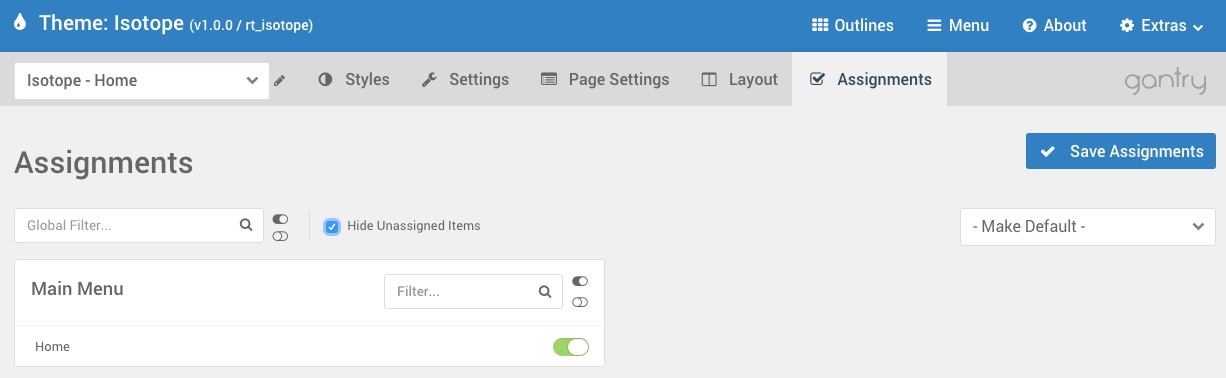 Theme: Isotope (v1.0.0 / rt_isotope)
Outlines
Menu
About
Extras
Isotope - Home
Styles
Settings
Page Settings
Layout
Assignments
gantry
Assignments
Save Assignments
Global Filter...
Hide Unassigned Items
- Make Default -
Main Menu
Filter...
Home